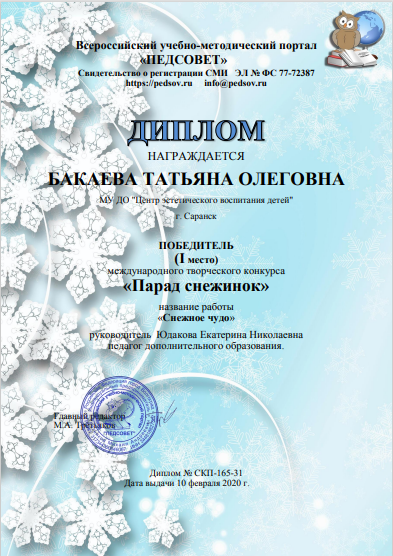 Всероссийский учебно-методический портал
«ПЕДСОВЕТ»
Свидетельство о регистрации СМИ ЭЛ № ФС 77-72387
https://pedsov.ru info@pedsov.ru
ДИПЛОМ
НАГРАЖДАЕТСЯ
БАКАЕВА ТАТЬЯНА ОЛЕГОВНА
МУ ДО "Центр эстетического воспитания детей"
г. Саранск
ПОБЕДИТЕЛЬ
(I место)
международного творческого конкурса
«Парад снежинок»
название работы
«Снежное чудо»
руководитель Юдакова Екатерина Николаевна
педагог дополнительного образования.
Главный редактор
М.А. Третьяков
"ПЕДСОВЕТ"
Диплом № СКП-165-31
Дата выдачи 10 февраля 2020 г.